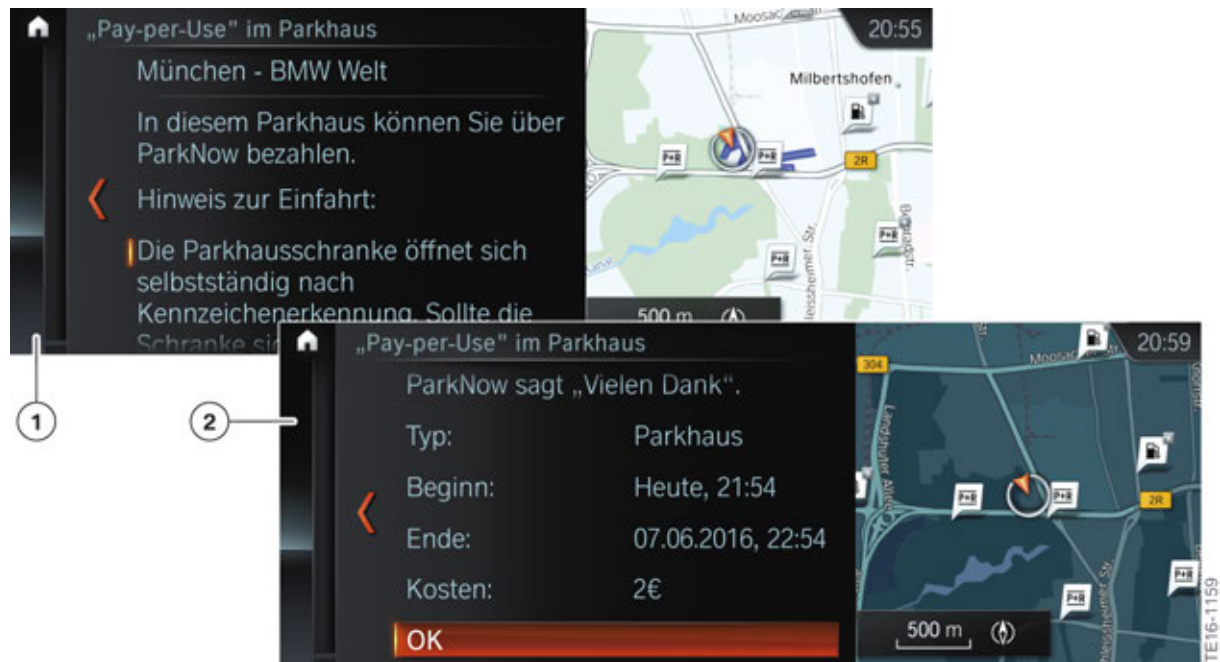 „Pay-per-Use" im Parkhaus
München - BMW Welt
In diesem Parkhaus können Sie über
ParkNow bezahlen.
Hinweis zur Einfahrt:
Die Parkhausschranke öffnet sich
selbstständig nach
Kennzeichenerkennung. Sollte die
Schranke
20:55
Milbertshofen
P+R
P+R
2R
P+R
P+R
500 m
1
2
„Pay-per-Use" im Parkhaus
ParkNow sagt „Vielen Dank".
Typ: Parkhaus
Beginn: Heute, 21:54
Ende: 07.06.2016, 22:54
Kosten: 2€
OK
20:59
304
Landshuter Allee
P+R
P+R
2R
P+R
P+R
500 m
TE16-1159